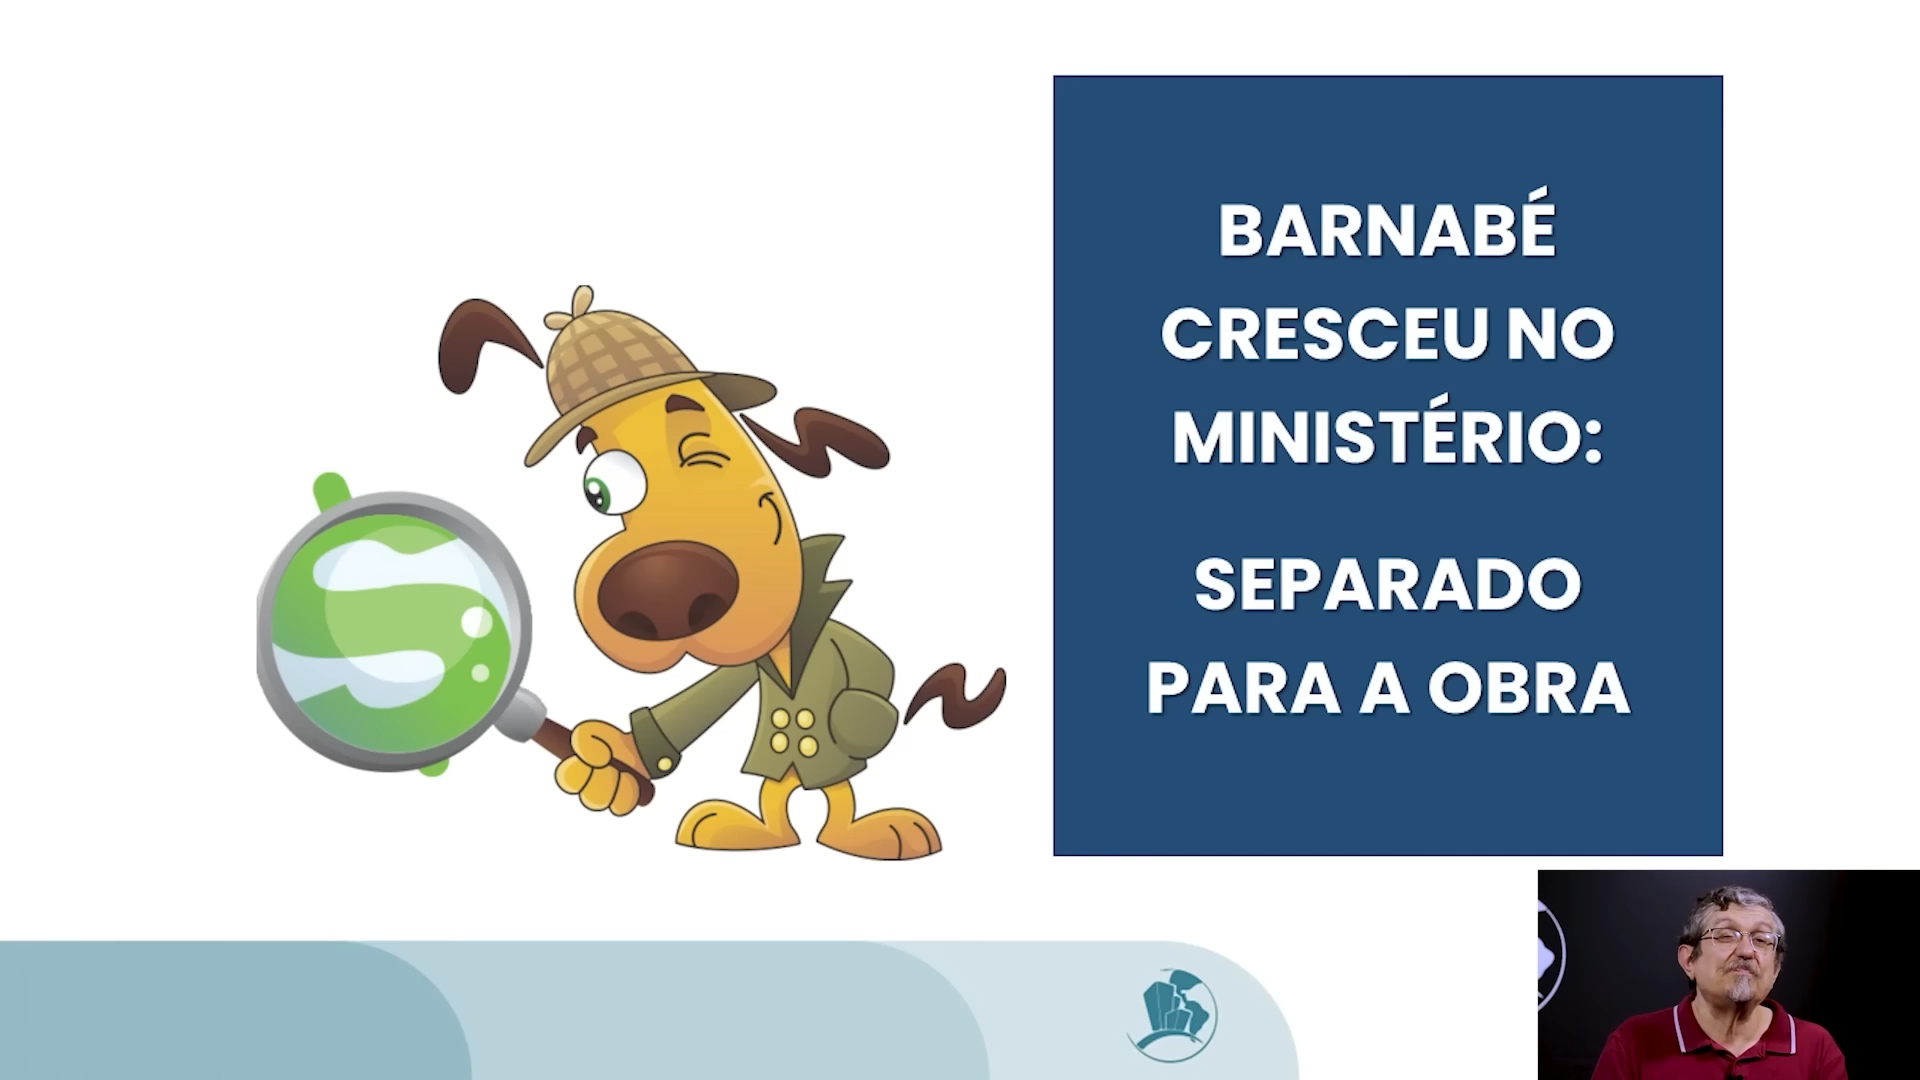 BARNABÉ
CRESCEU NO
MINISTÉRIO:
SEPARADO
PARA A OBRA